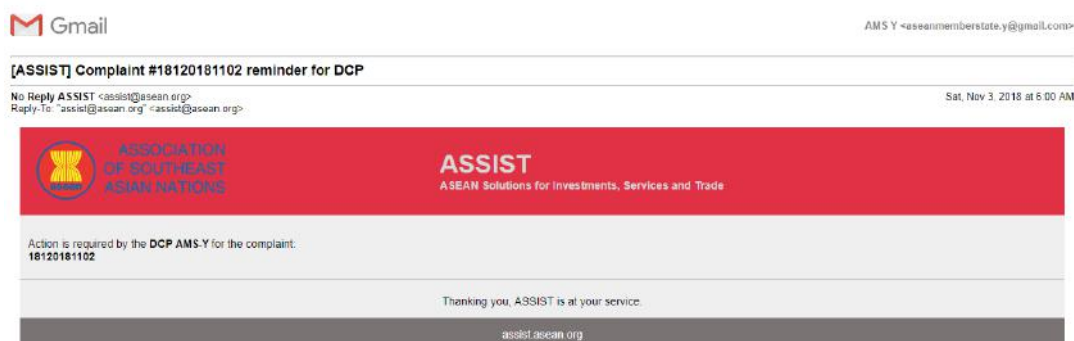 Gmail
AMS Y <aseanmemberstate.y@gmail.com>
[ASSIST] Complaint #18120181102 reminder for DCP
No Reply ASSIST <assist@asean.org>
Sat, Nov 3, 2018 at 6:00 AM
Reply-To: "assist@asean.org" <assist@asean.org>
ASSOCIATION
OF SOUTHEAST
ASIAN NATIONS
asean
ASSIST
ASEAN Solutions for Investments, Services and Trade
Action is required by the DCP AMS-Y for the complaint:
18120181102
Thanking you, ASSIST is at your service.
assist.asean.org